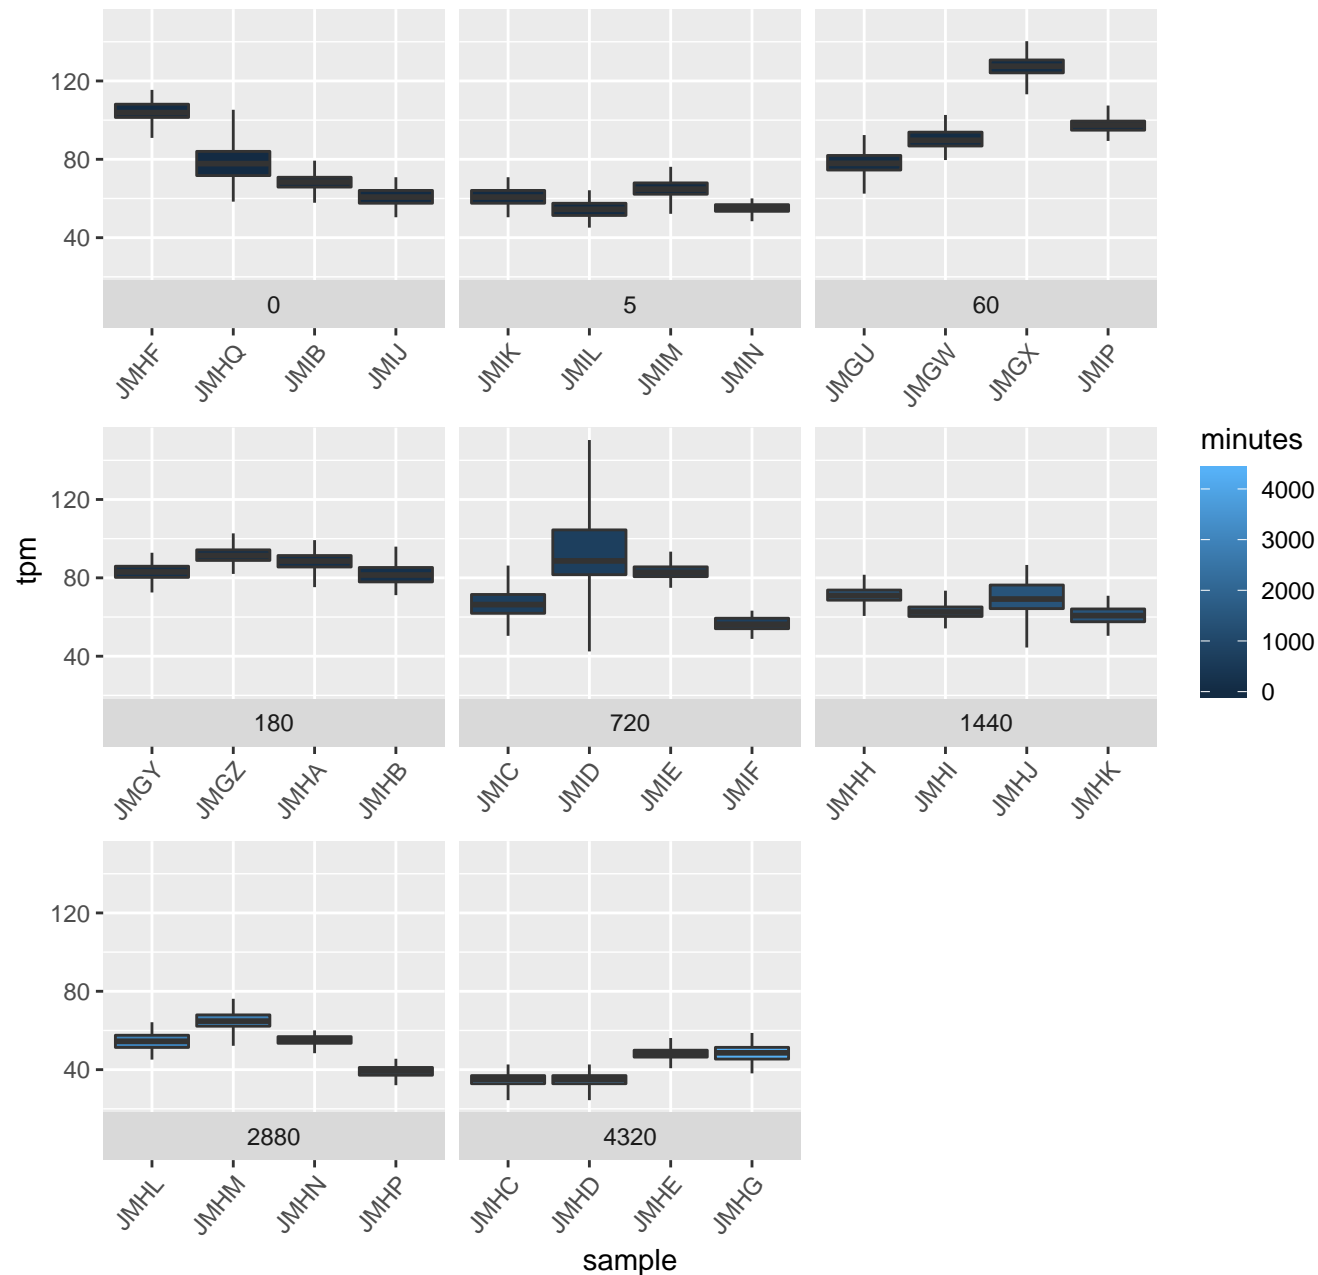 120
80
40
0
5
60
JMHF
JMHQ
JMIB
JMIJ
JMIK
JMIL
JMIM
JMIN
JMGU
JMGW
JMGX
JMIP
tpm
120
80
40
180
720
1440
JMGY
JMGZ
JMHA
JMHB
JMIC
JMID
JMIE
JMIF
JMHH
JMHI
JMHJ
JMHK
minutes
4000
3000
2000
1000
0
120
80
40
2880
4320
JMHL
JMHM
JMHN
JMHP
JMHC
JMHD
JMHE
JMHG
sample